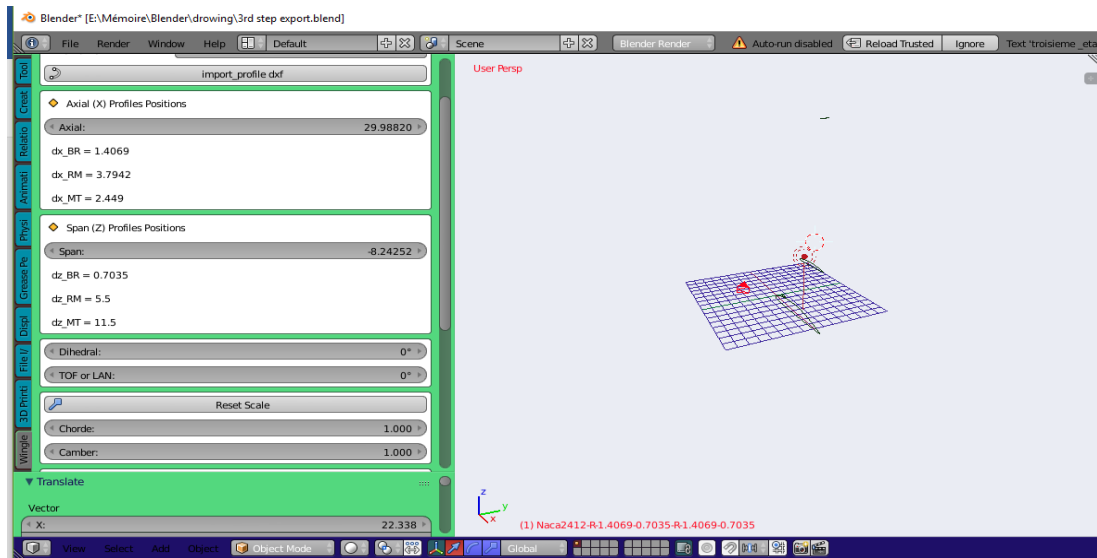 Blender* [E:\Mémoire\Blender\drowing\3rd step export.blend]
File Render Window Help Default Scene Blender Render Auto-run disabled Reload Trusted Ignore Text 'troisieme_eta
Tool
Creat
Relatio
Animati
Physi
Grease Pe
Displ
File I/
3D Printi
Wingle
import_profile dxf
Axial (X) Profiles Positions
Axial: 29.98820
dx_BR = 1.4069
dx_RM = 3.7942
dx_MT = 2.449
Span (Z) Profiles Positions
Span: -8.24252
dz_BR = 0.7035
dz_RM = 5.5
dz_MT = 11.5
Dihedral: 0°
TOF or LAN: 0°
Reset Scale
Chorde: 1.000
Camber: 1.000
Translate
Vector
X: 22.338
User Persp
z
y
x
(1) Naca2412-R-1.4069-0.7035-R-1.4069-0.7035
View Select Add Object Object Mode Global